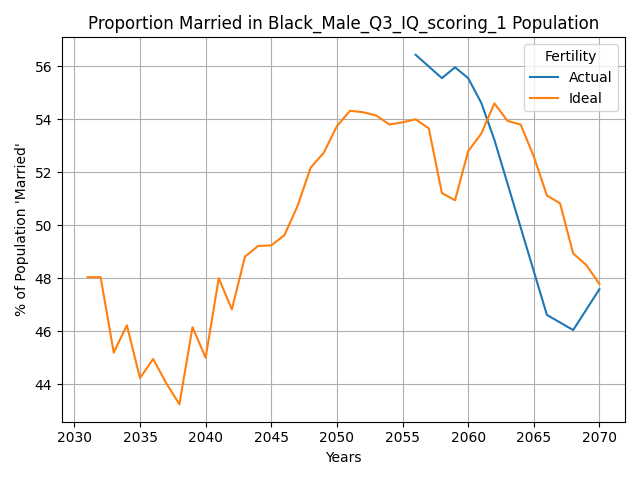 Proportion Married in Black_Male_Q3_IQ_scoring_1 Population
% of Population 'Married'
56
54
52
50
48
46
44
Fertility
Actual
Ideal
2030 2035 2040 2045 2050 2055 2060 2065 2070
Years